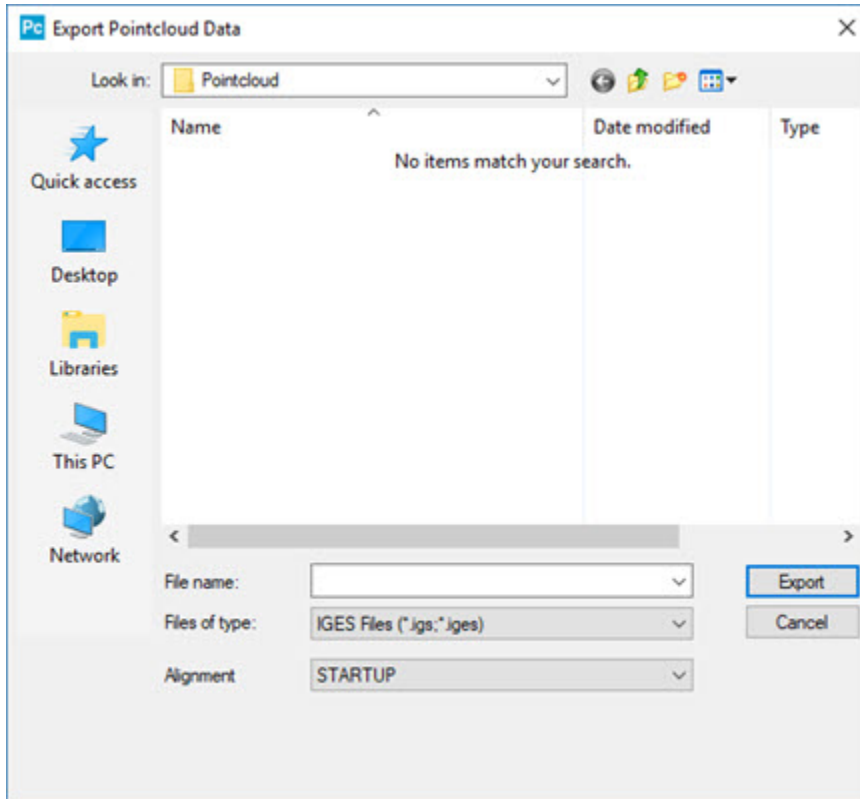 Pc Export Pointcloud Data
Look in: Pointcloud
Name Date modified Type
No items match your search.
Quick access
Desktop
Libraries
This PC
Network
File name: Export
Files of type: IGES Files (*.igs;*.iges) Cancel
Alignment STARTUP